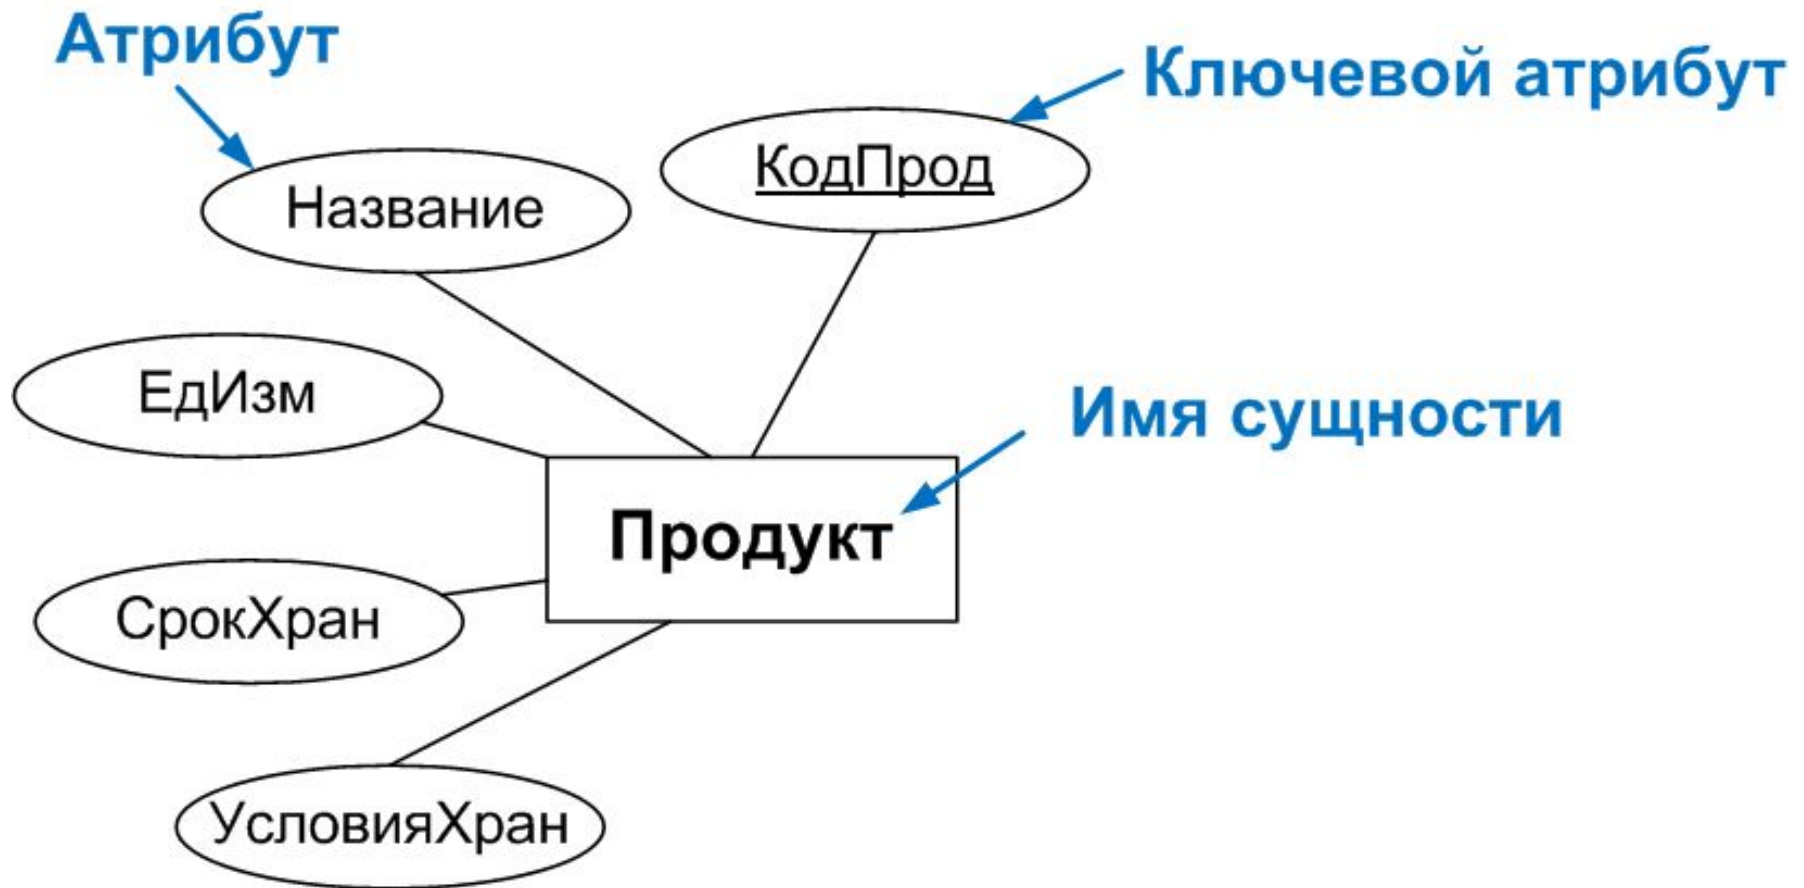 Атрибут
Ключевой атрибут
КодПрод
Название
ЕдИзм
Имя сущности
Продукт
СрокХран
УсловияХран